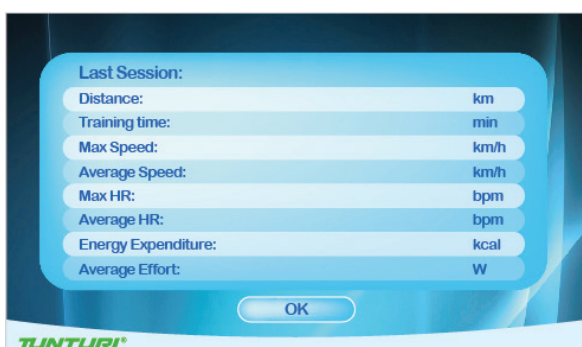 Last Session:
Distance: km
Training time: min
Max Speed: km/h
Average Speed: km/h
Max HR: bpm
Average HR: bpm
Energy Expenditure: kcal
Average Effort: W
OK
TUNTURI®